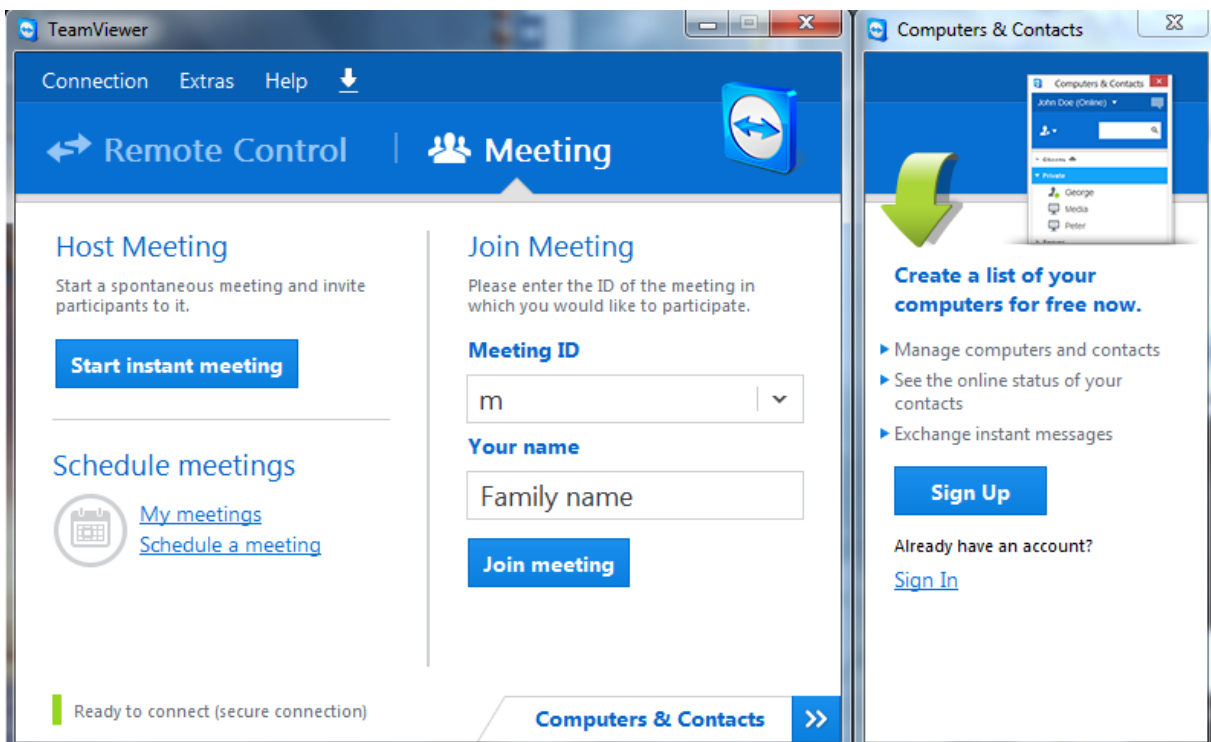 TeamViewer
Connection Extras Help
Remote Control
Meeting
Host Meeting
Start a spontaneous meeting and invite
participants to it.
Start instant meeting
Schedule meetings
My meetings
Schedule a meeting
Join Meeting
Please enter the ID of the meeting in
which you would like to participate.
Meeting ID
m
Your name
Family name
Join meeting
Ready to connect (secure connection)
Computers & Contacts
Computers & Contacts
Computers & Contacts
John Doe (Online)
Private
George
Media
Peter
Create a list of your
computers for free now.
Manage computers and contacts
See the online status of your
contacts
Exchange instant messages
Sign Up
Already have an account?
Sign In